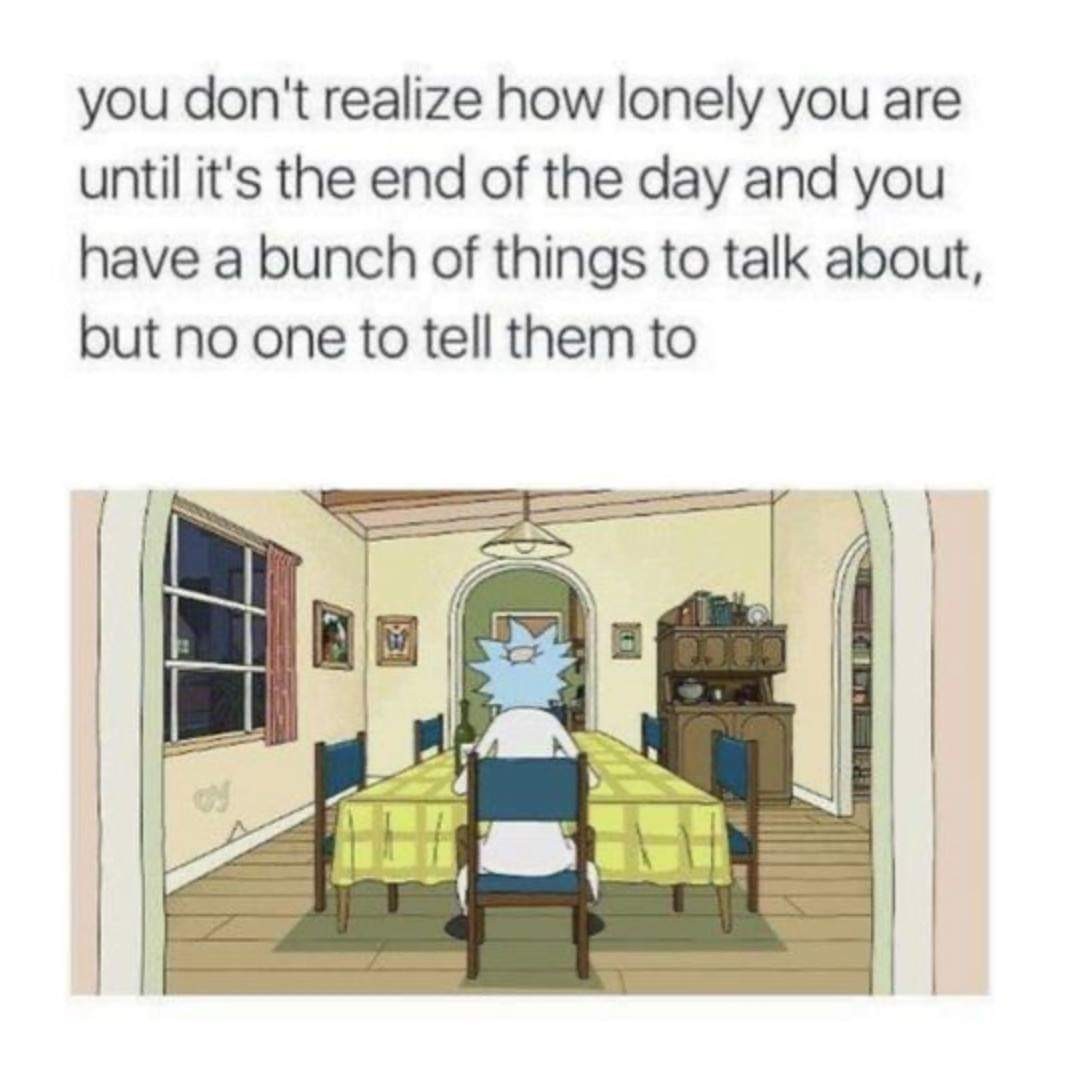 you don't realize how lonely you are
until it's the end of the day and you
have a bunch of things to talk about,
but no one to tell them to